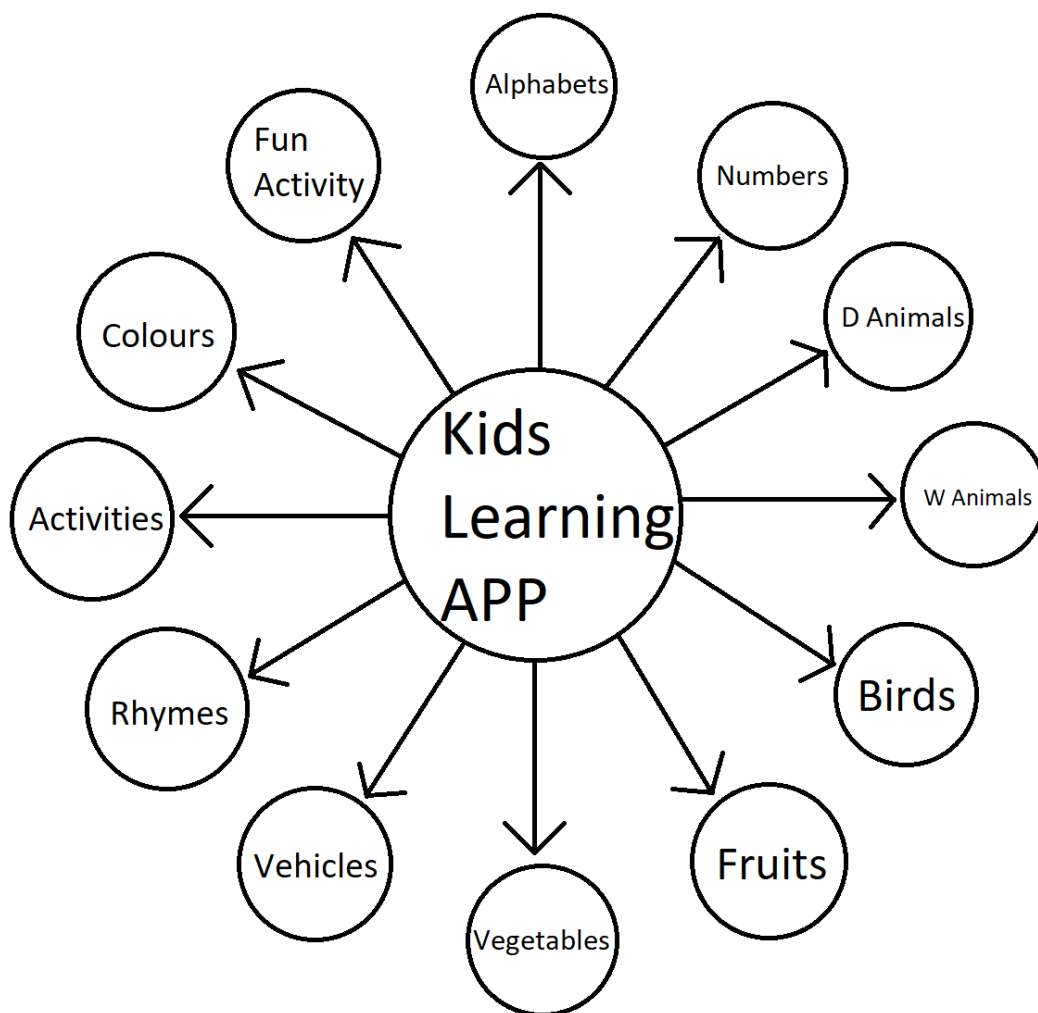 Alphabets
Fun
Activity
Numbers
D Animals
Colours
Kids
Learning
APP
W Animals
Activities
Birds
Rhymes
Vehicles
Fruits
Vegetables